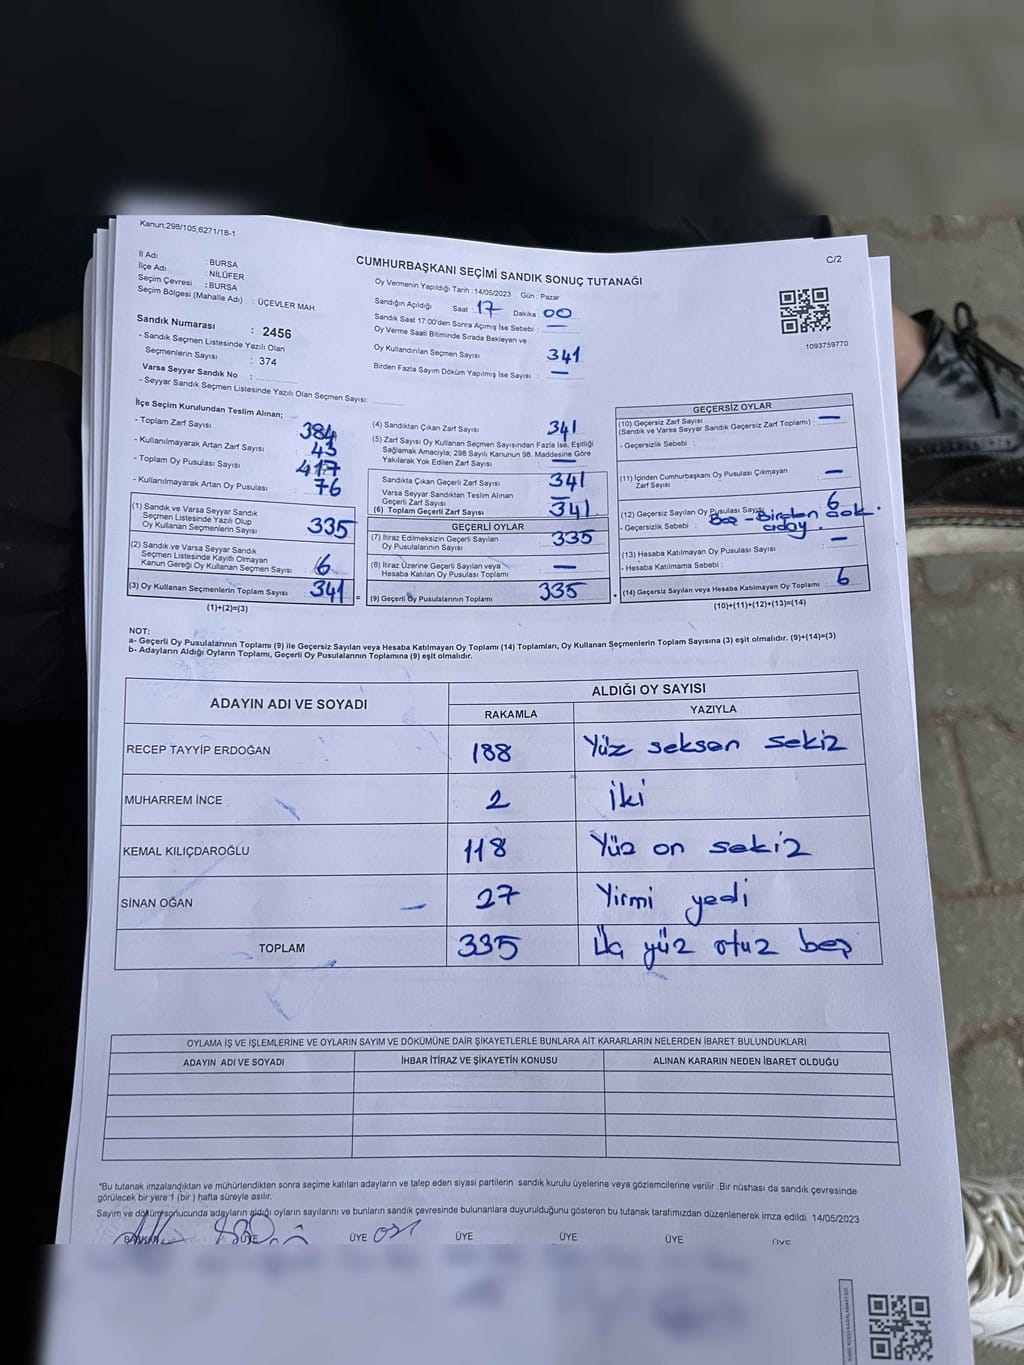 Kanun:298/105,6271/18-1
C/2
CUMHURBAŞKANI SEÇİMİ SANDIK SONUÇ TUTANAĞI
İl Adı : BURSA
İlçe Adı : NİLÜFER
Seçim Çevresi : BURSA
Seçim Bölgesi (Mahalle Adı) : ÜÇEVLER MAH
Sandık Numarası : 2456
- Sandık Seçmen Listesinde Yazılı Olan
Seçmenlerin Sayısı : 374
Varsa Seyyar Sandık No :
- Seyyar Sandık Seçmen Listesinde Yazılı Olan Seçmen Sayısı:
Oy Vermenin Yapıldığı Tarih : 14/05/2023 Gün : Pazar
Sandığın Açıldığı Saat : 17 Dakika : 00
Sandık Saat 17.00'den Sonra Açımış İse Sebebi : —
Oy Verme Saati Bitiminde Sırada Bekleyen ve
Oy Kullandırılan Seçmen Sayısı : 341
Birden Fazla Sayım Döküm Yapılmış İse Sayısı : —
1093759770
İlçe Seçim Kurulundan Teslim Alınan;
- Toplam Zarf Sayısı : 384
- Kullanılmayarak Artan Zarf Sayısı : 43
- Toplam Oy Pusulası Sayısı : 417
- Kullanılmayarak Artan Oy Pusulası : 76
(1) Sandık ve Varsa Seyyar Sandık
Seçmen Listesinde Yazılı Olup
Oy Kullanan Seçmenlerin Sayısı : 335
(2) Sandık ve Varsa Seyyar Sandık
Seçmen Listesinde Kayıtlı Olmayan
Kanun Gereği Oy Kullanan Seçmen Sayısı : 6
(3) Oy Kullanan Seçmenlerin Toplam Sayısı : 341
(1)+(2)=(3)
(4) Sandıktan Çıkan Zarf Sayısı : 341
(5) Zarf Sayısı Oy Kullanan Seçmen Sayısından Fazla İse, Eşitliği
Sağlamak Amacıyla; 298 Sayılı Kanunun 98. Maddesine Göre
Yakılarak Yok Edilen Zarf Sayısı : —
Sandıkta Çıkan Geçerli Zarf Sayısı : 341
Varsa Seyyar Sandıktan Teslim Alınan
Geçerli Zarf Sayısı : —
(6) Toplam Geçerli Zarf Sayısı : 341
GEÇERLİ OYLAR
(7) İtiraz Edilmeksizin Geçerli Sayılan
Oy Pusulalarının Sayısı : 335
(8) İtiraz Üzerine Geçerli Sayılan veya
Hesaba Katılan Oy Pusulası Toplamı : —
= (9) Geçerli Oy Pusulalarının Toplamı : 335
GEÇERSİZ OYLAR
(10) Geçersiz Zarf Sayısı
(Sandık ve Varsa Seyyar Sandık Geçersiz Zarf Toplamı) : —
- Geçersizlik Sebebi :
(11) İçinden Cumhurbaşkanı Oy Pusulası Çıkmayan
Zarf Sayısı : —
(12) Geçersiz Sayılan Oy Pusulası Sayısı : 6
- Geçersizlik Sebebi : Boş - Birden çok
aday.
(13) Hesaba Katılmayan Oy Pusulası Sayısı : —
- Hesaba Katılmama Sebebi :
(14) Geçersiz Sayılan veya Hesaba Katılmayan Oy Toplamı : 6
(10)+(11)+(12)+(13)=(14)
NOT:
a- Geçerli Oy Pusulalarının Toplamı (9) ile Geçersiz Sayılan veya Hesaba Katılmayan Oy Toplamı (14) Toplamları, Oy Kullanan Seçmenlerin Toplam Sayısına (3) eşit olmalıdır. (9)+(14)=(3)
b- Adayların Aldığı Oyların Toplamı, Geçerli Oy Pusulalarının Toplamına (9) eşit olmalıdır.
ADAYIN ADI VE SOYADI
ALDIĞI OY SAYISI
RAKAMLA YAZIYLA
RECEP TAYYİP ERDOĞAN 188 Yüz seksen sekiz
MUHARREM İNCE 2 İki
KEMAL KILIÇDAROĞLU 118 Yüz on sekiz
SİNAN OĞAN 27 Yirmi yedi
TOPLAM 335 Üç yüz otuz beş
OYLAMA İŞ VE İŞLEMLERİNE VE OYLARIN SAYIM VE DÖKÜMÜNE DAİR ŞİKAYETLERLE BUNLARA AİT KARARLARIN NELERDEN İBARET BULUNDUKLARI
ADAYIN ADI VE SOYADI İHBAR İTİRAZ VE ŞİKAYETİN KONUSU ALINAN KARARIN NEDEN İBARET OLDUĞU
*Bu tutanak imzalandıktan ve mühürlendikten sonra seçime katılan adayların ve talep eden siyasi partilerin sandık kurulu üyelerine veya gözlemcilerine verilir. Bir nüshası da sandık çevresinde
görülecek bir yere 1 (bir) hafta süreyle asılır.
Sayım ve döküm sonucunda adayların aldığı oyların sayılarını ve bunların sandık çevresinde bulunanlara duyurulduğunu gösteren bu tutanak tarafımızdan düzenlenerek imza edildi. 14/05/2023
BAŞKAN ÜYE ÜYE ÜYE ÜYE ÜYE ÜYE